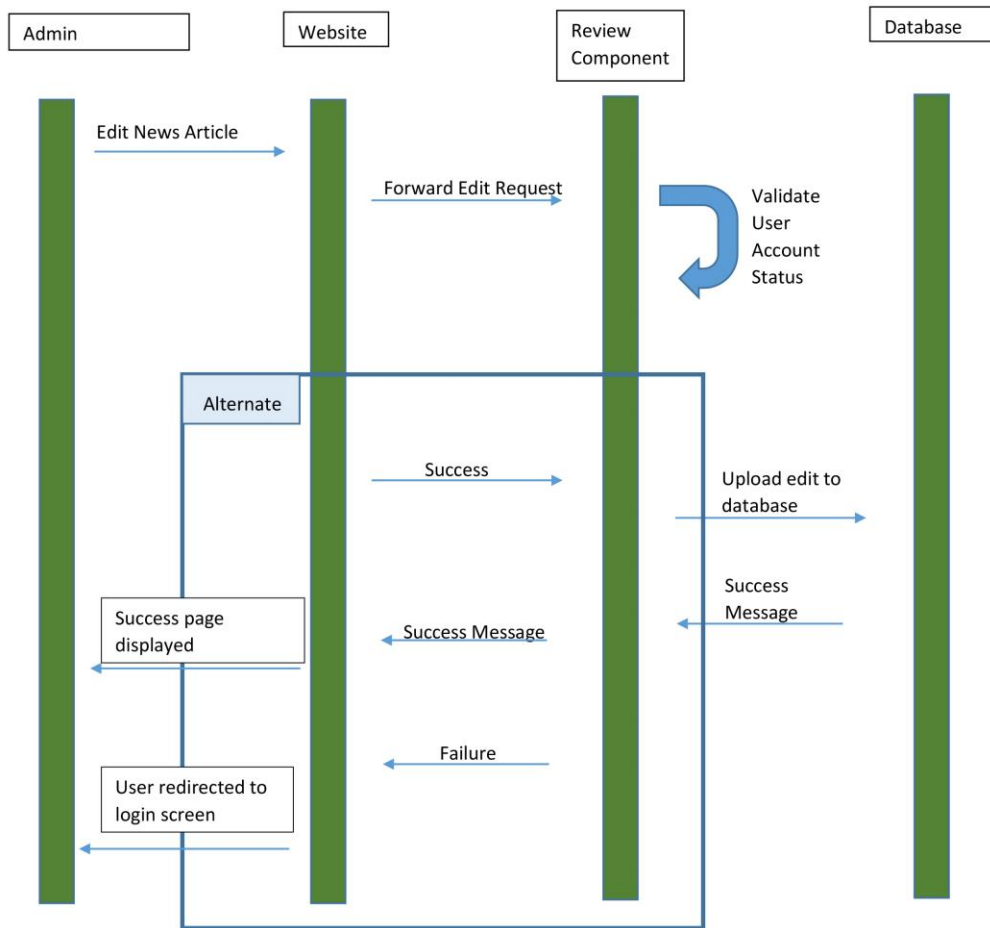 Admin
Website
Review
Component
Database
Edit News Article
Forward Edit Request
Validate
User
Account
Status
Alternate
Success
Upload edit to
database
Success
Message
Success page
displayed
Success Message
Failure
User redirected to
login screen